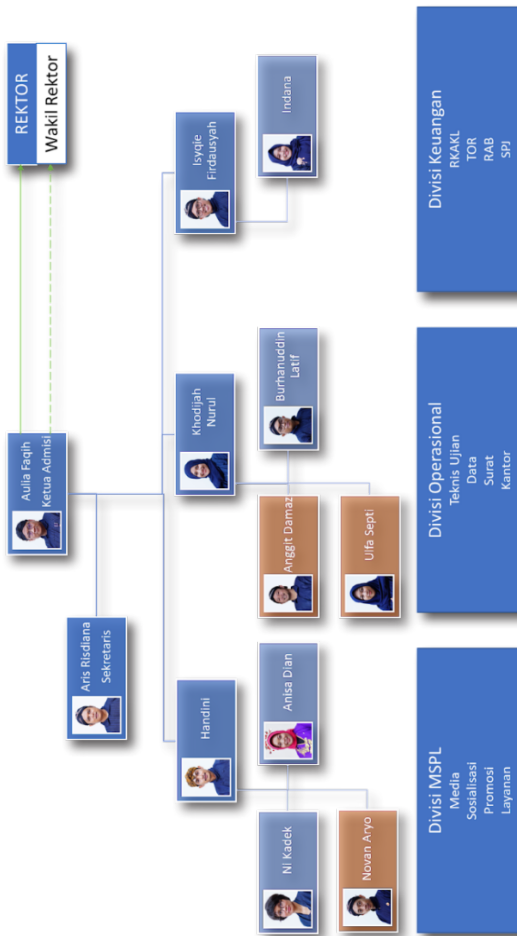 REKTOR
Wakil Rektor
Aulia Faqih
Ketua Admisi
Aris Risdiana
Sekretaris
Handini
Khodijah
Nurul
Isyqie
Firdausyah
Ni Kadek
Anisa Dian
Novan Aryo
Anggit Damaz
Burhanuddin
Latif
Ulfa Septi
Indana
Divisi MSPL
Media
Sosialisasi
Promosi
Layanan
Divisi Operasional
Teknis Ujian
Data
Surat
Kantor
Divisi Keuangan
RKAKL
TOR
RAB
SPJ